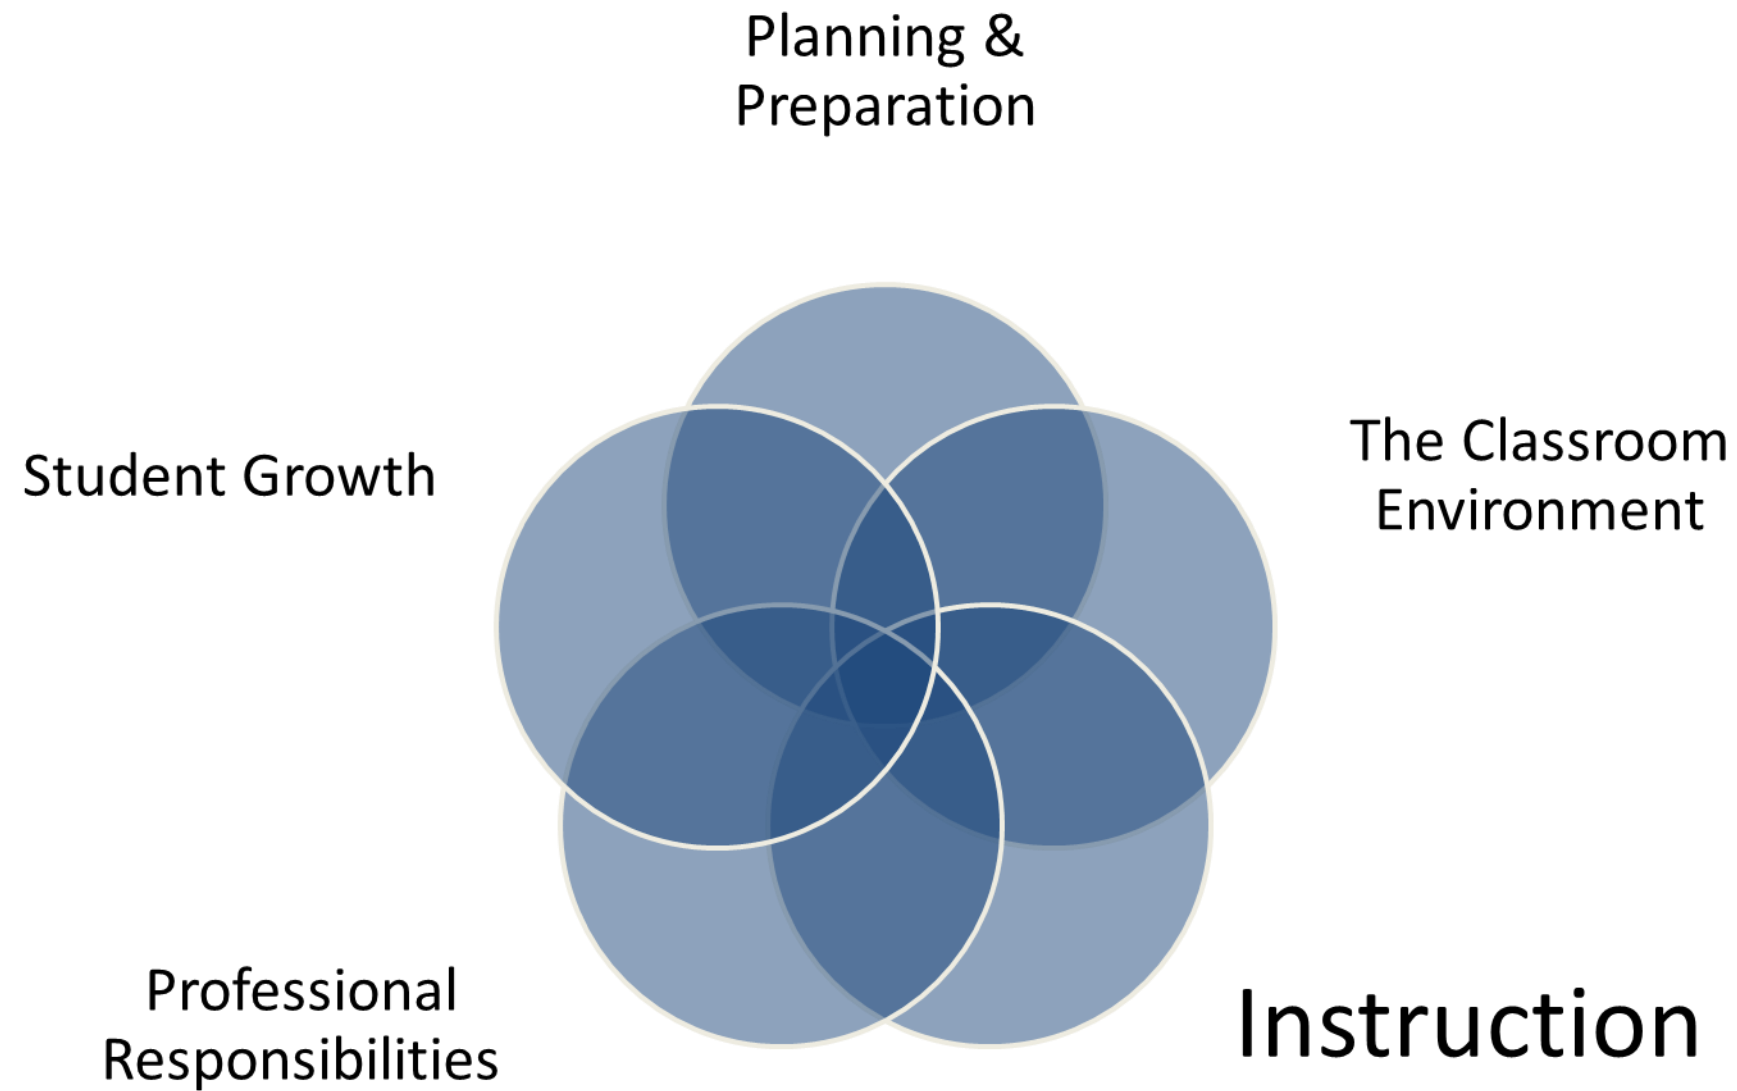 Planning &
Preparation
The Classroom
Environment
Student Growth
Professional
Responsibilities
Instruction